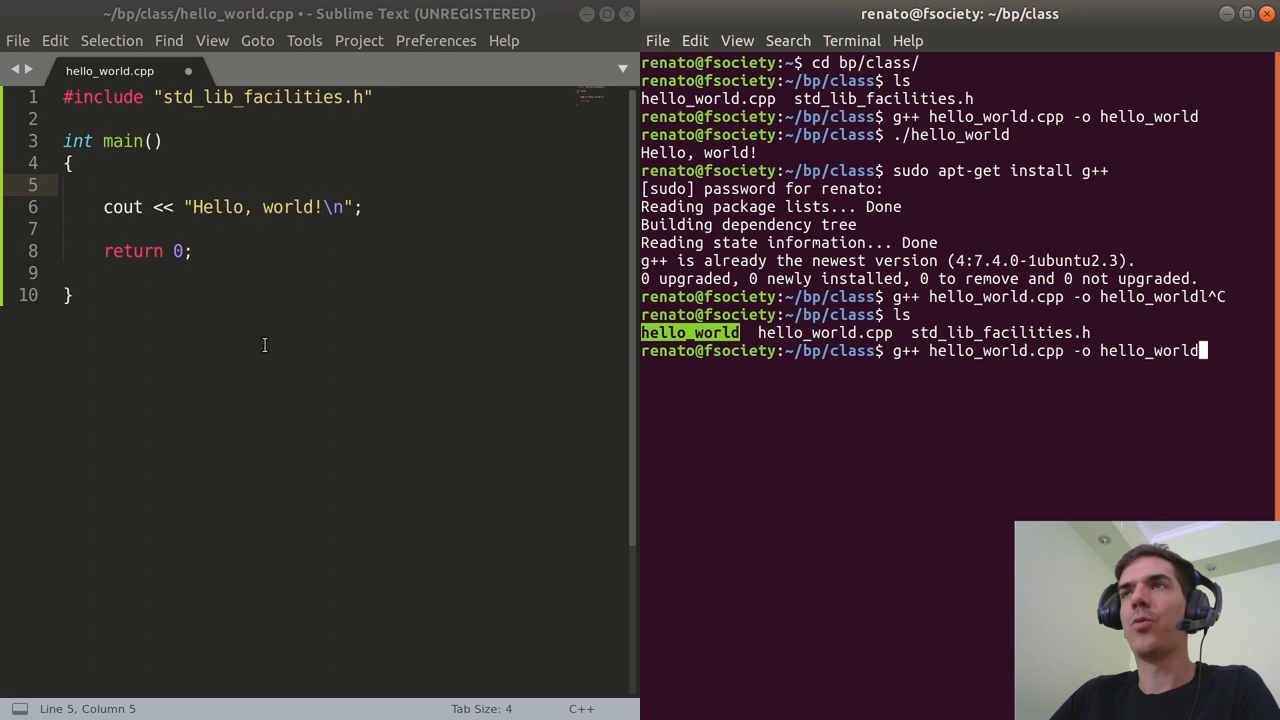 ~/bp/class/hello_world.cpp • - Sublime Text (UNREGISTERED)
File Edit Selection Find View Goto Tools Project Preferences Help
hello_world.cpp
1 #include "std_lib_facilities.h"
2
3 int main()
4 {
5
6 cout << "Hello, world!\n";
7
8 return 0;
9
10 }
Line 5, Column 5 Tab Size: 4 C++
renato@fsociety: ~/bp/class
File Edit View Search Terminal Help
renato@fsociety:~$ cd bp/class/
renato@fsociety:~/bp/class$ ls
hello_world.cpp std_lib_facilities.h
renato@fsociety:~/bp/class$ g++ hello_world.cpp -o hello_world
renato@fsociety:~/bp/class$ ./hello_world
Hello, world!
renato@fsociety:~/bp/class$ sudo apt-get install g++
[sudo] password for renato:
Reading package lists... Done
Building dependency tree
Reading state information... Done
g++ is already the newest version (4:7.4.0-1ubuntu2.3).
0 upgraded, 0 newly installed, 0 to remove and 0 not upgraded.
renato@fsociety:~/bp/class$ g++ hello_world.cpp -o hello_worldl^C
renato@fsociety:~/bp/class$ ls
hello_world hello_world.cpp std_lib_facilities.h
renato@fsociety:~/bp/class$ g++ hello_world.cpp -o hello_world